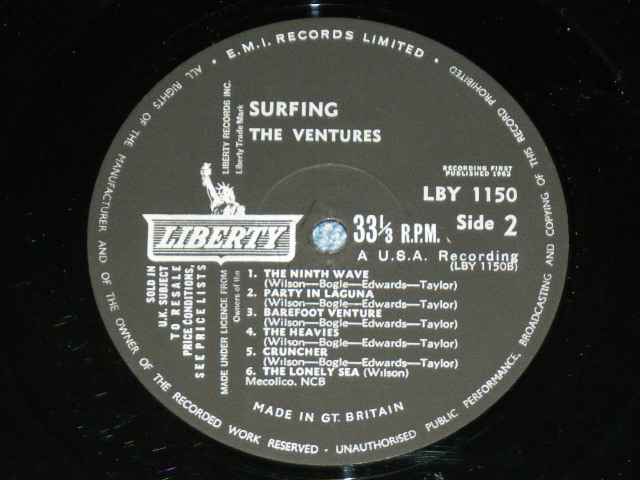 E.M.I. RECORDS LIMITED •
ALL RIGHTS OF THE MANUFACTURER AND OF THE OWNER OF THE RECORDED WORK RESERVED • UNAUTHORISED PUBLIC PERFORMANCE, BROADCASTING AND COPYING OF THIS RECORD PROHIBITED
SURFING
THE VENTURES
LIBERTY RECORDS INC.
Liberty Trade Mark
RECORDING FIRST
PUBLISHED 1963
LBY 1150
LIBERTY
33⅓ R.P.M. Side 2
A U.S.A. Recording
(LBY 1150B)
SOLD IN
U.K. SUBJECT
TO RESALE
PRICE CONDITIONS,
SEE PRICE LISTS
MADE UNDER LICENCE FROM
Owners of the
1. THE NINTH WAVE
(Wilson—Bogle—Edwards—Taylor)
2. PARTY IN LAGUNA
(Wilson—Bogle—Edwards—Taylor)
3. BAREFOOT VENTURE
(Wilson—Bogle—Edwards—Taylor)
4. THE HEAVIES
(Wilson—Bogle—Edwards—Taylor)
5. CRUNCHER
(Wilson—Bogle—Edwards—Taylor)
6. THE LONELY SEA (Wilson)
Mecolico. NCB
MADE IN GT. BRITAIN